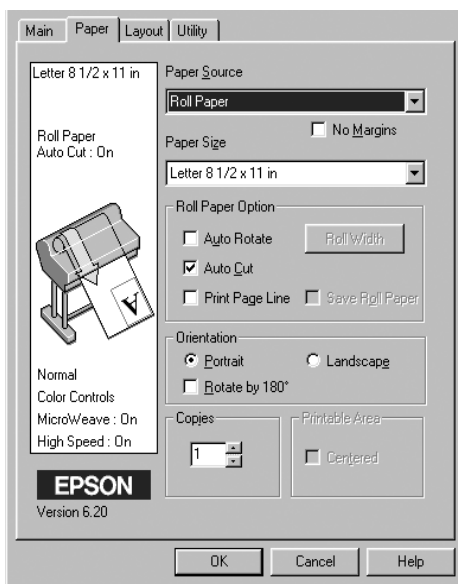 Main Paper Layout Utility
Letter 8 1/2 x 11 in
Roll Paper
Auto Cut : On
A
Normal
Color Controls
MicroWeave : On
High Speed : On
EPSON
Version 6.20
Paper Source
Roll Paper
No Margins
Paper Size
Letter 8 1/2 x 11 in
Roll Paper Option
Auto Rotate Roll Width
Auto Cut
Print Page Line Save Roll Paper
Orientation
Portrait Landscape
Rotate by 180°
Copies
1
Printable Area
Centered
OK Cancel Help